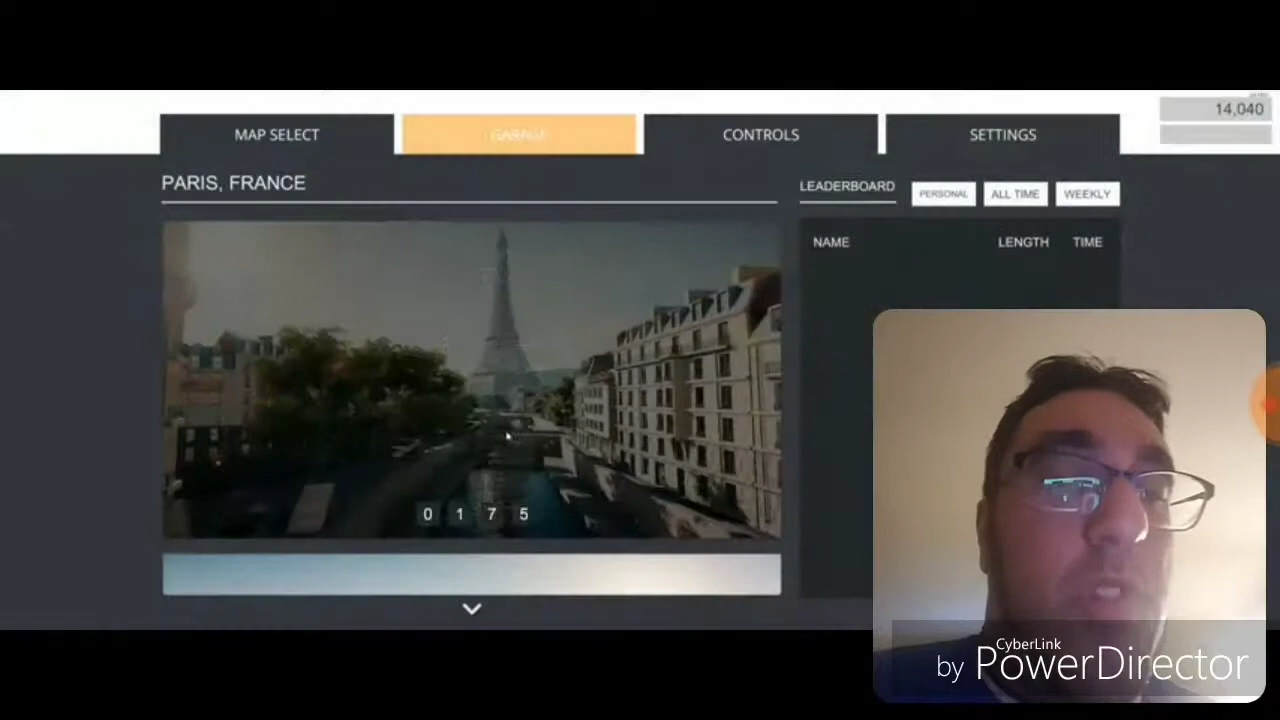 14,040
MAP SELECT
GARAGE
CONTROLS
SETTINGS
PARIS, FRANCE
LEADERBOARD
PERSONAL
ALL TIME
WEEKLY
NAME LENGTH TIME
0 1 7 5
CyberLink
by PowerDirector